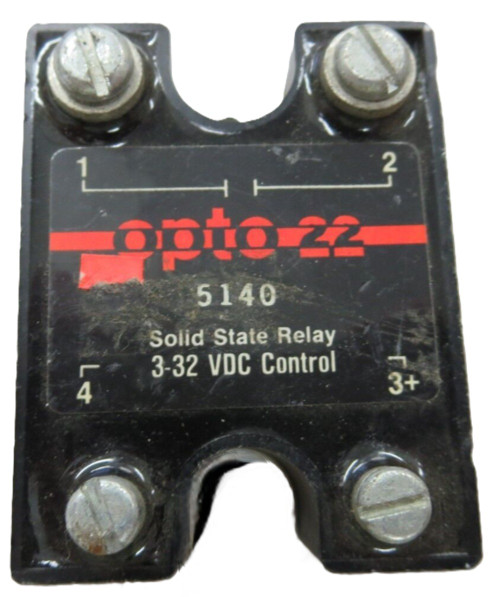 1 2
opto 22
5140
Solid State Relay
3-32 VDC Control
4 3+